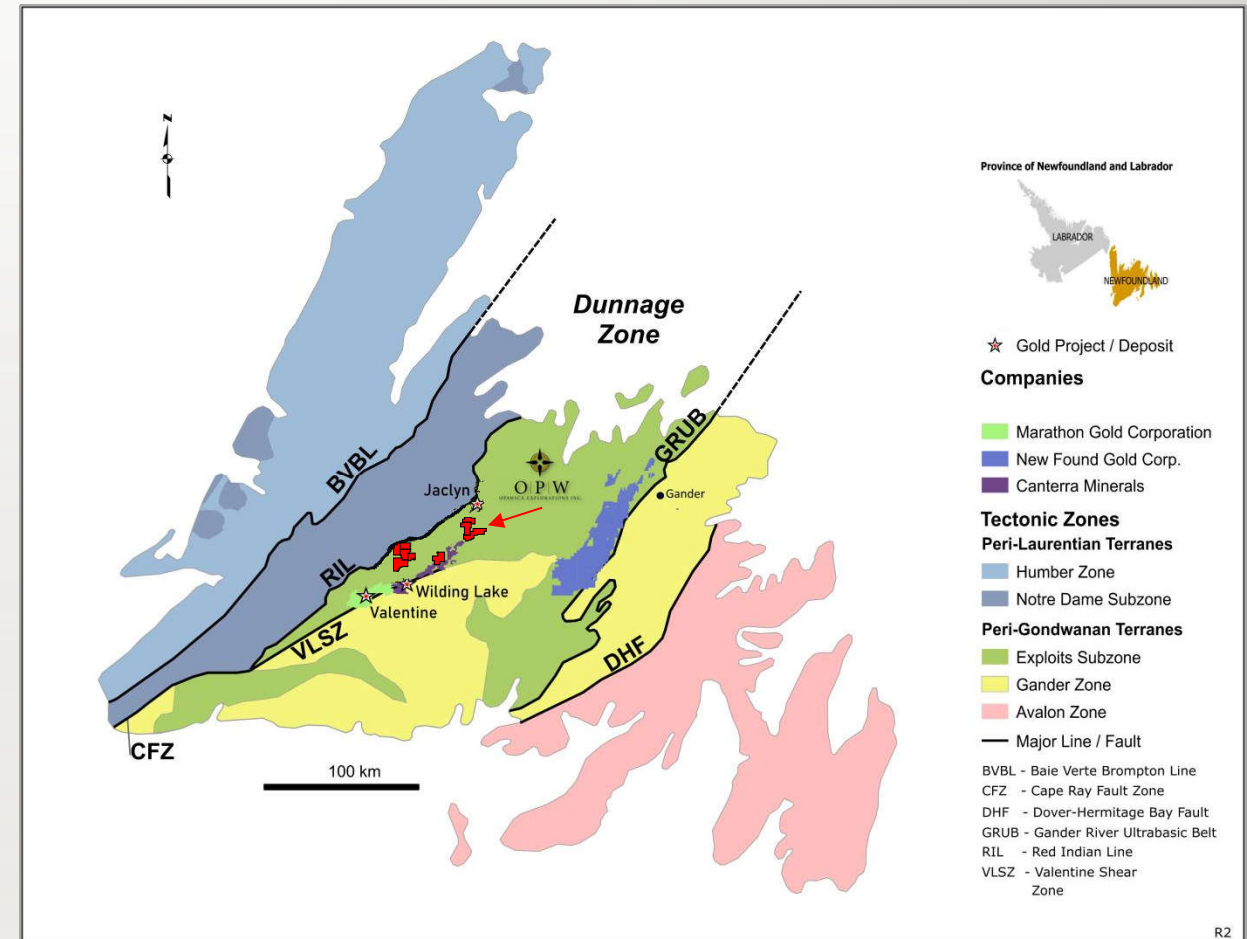 N
Dunnage
Zone
BVBL
GRUB
Jaclyn
O|P|W
OPAWICA EXPLORATIONS INC.
Gander
RIL
Wilding Lake
Valentine
VLSZ
DHF
CFZ
100 km
Province of Newfoundland and Labrador
LABRADOR
NEWFOUNDLAND
Gold Project / Deposit
Companies
Marathon Gold Corporation
New Found Gold Corp.
Canterra Minerals
Tectonic Zones
Peri-Laurentian Terranes
Humber Zone
Notre Dame Subzone
Peri-Gondwanan Terranes
Exploits Subzone
Gander Zone
Avalon Zone
Major Line / Fault
BVBL - Baie Verte Brompton Line
CFZ - Cape Ray Fault Zone
DHF - Dover-Hermitage Bay Fault
GRUB - Gander River Ultrabasic Belt
RIL - Red Indian Line
VLSZ - Valentine Shear
Zone
R2